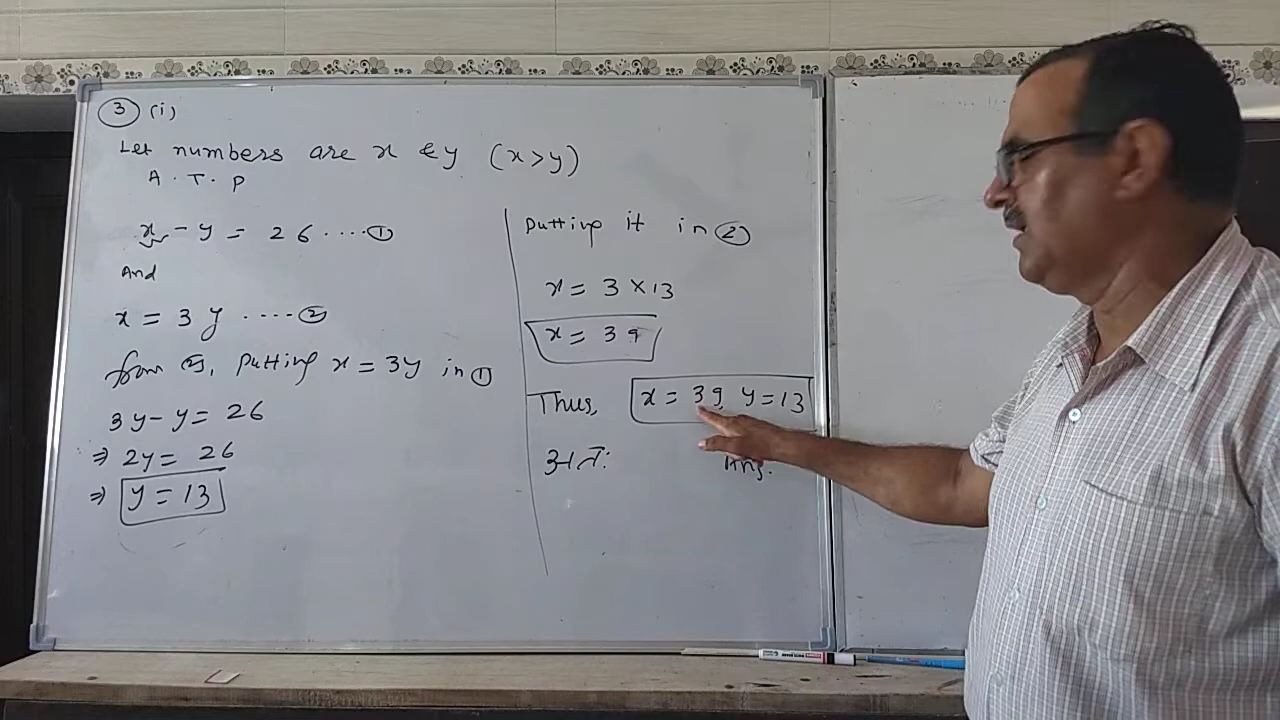 ③ (i)
Let numbers are x & y (x>y)
A.T.P
x - y = 26 ....①
And
x = 3y ....②
from ②, Putting x = 3y in ①
3y - y = 26
⇒ 2y = 26
⇒ y = 13
Putting it in ②
x = 3 × 13
x = 39
Thus, x = 39, y = 13
अतः Ans.